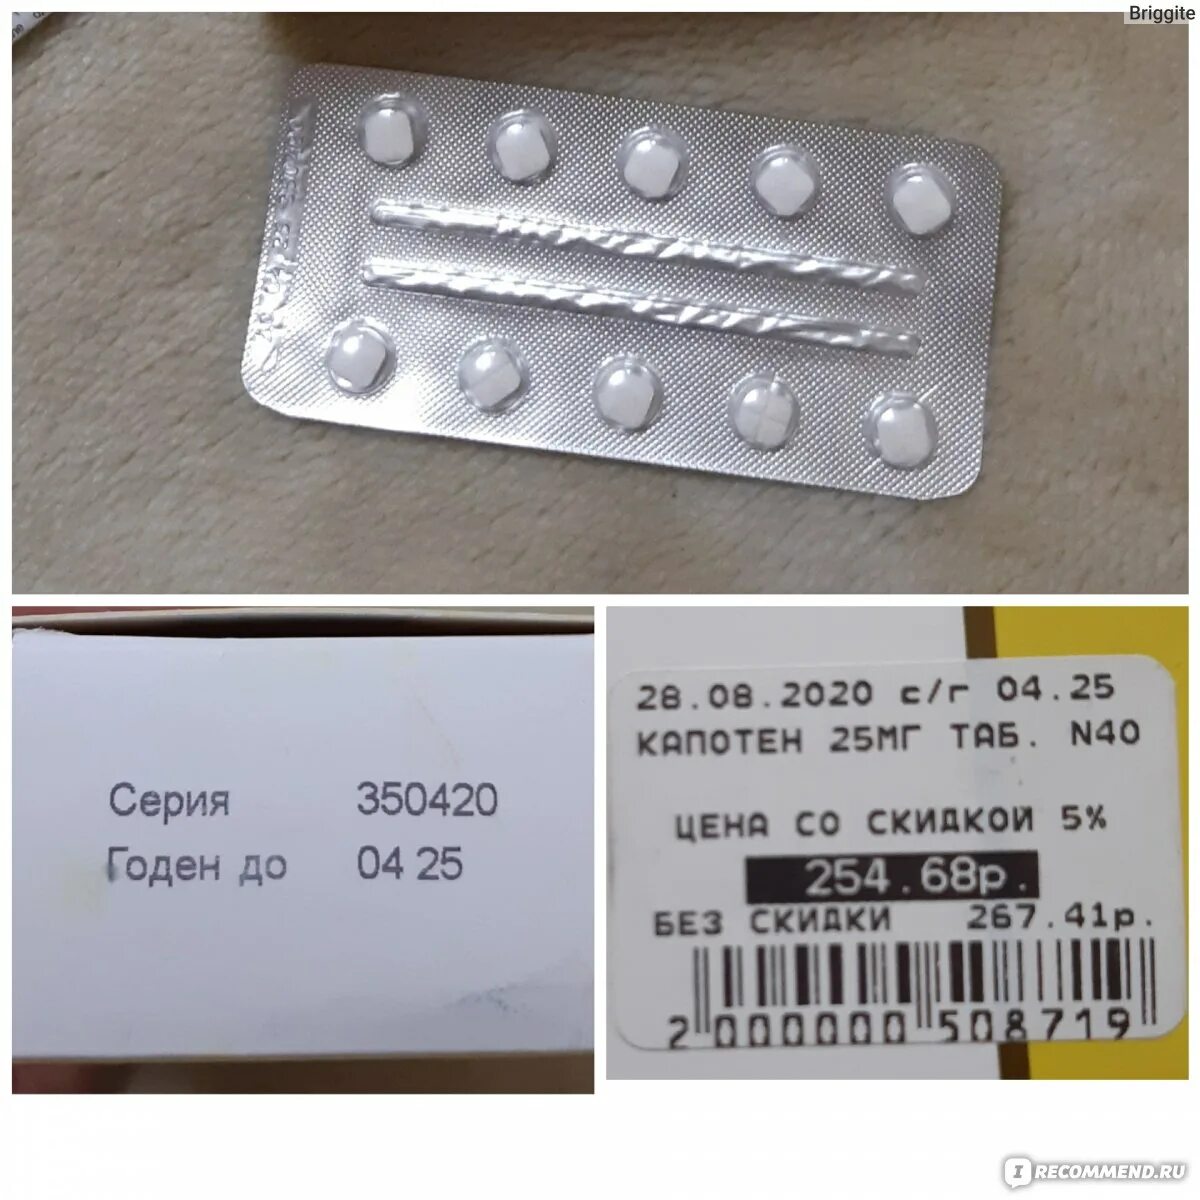 Briggite
Серия 350420
Годен до 04 25
28.08.2020 с/г 04.25
КАПОТЕН 25МГ ТАБ. N40
ЦЕНА СО СКИДКОЙ 5%
254.68р.
БЕЗ СКИДКИ 267.41р.
2 000000 508719
IRECOMMEND.RU